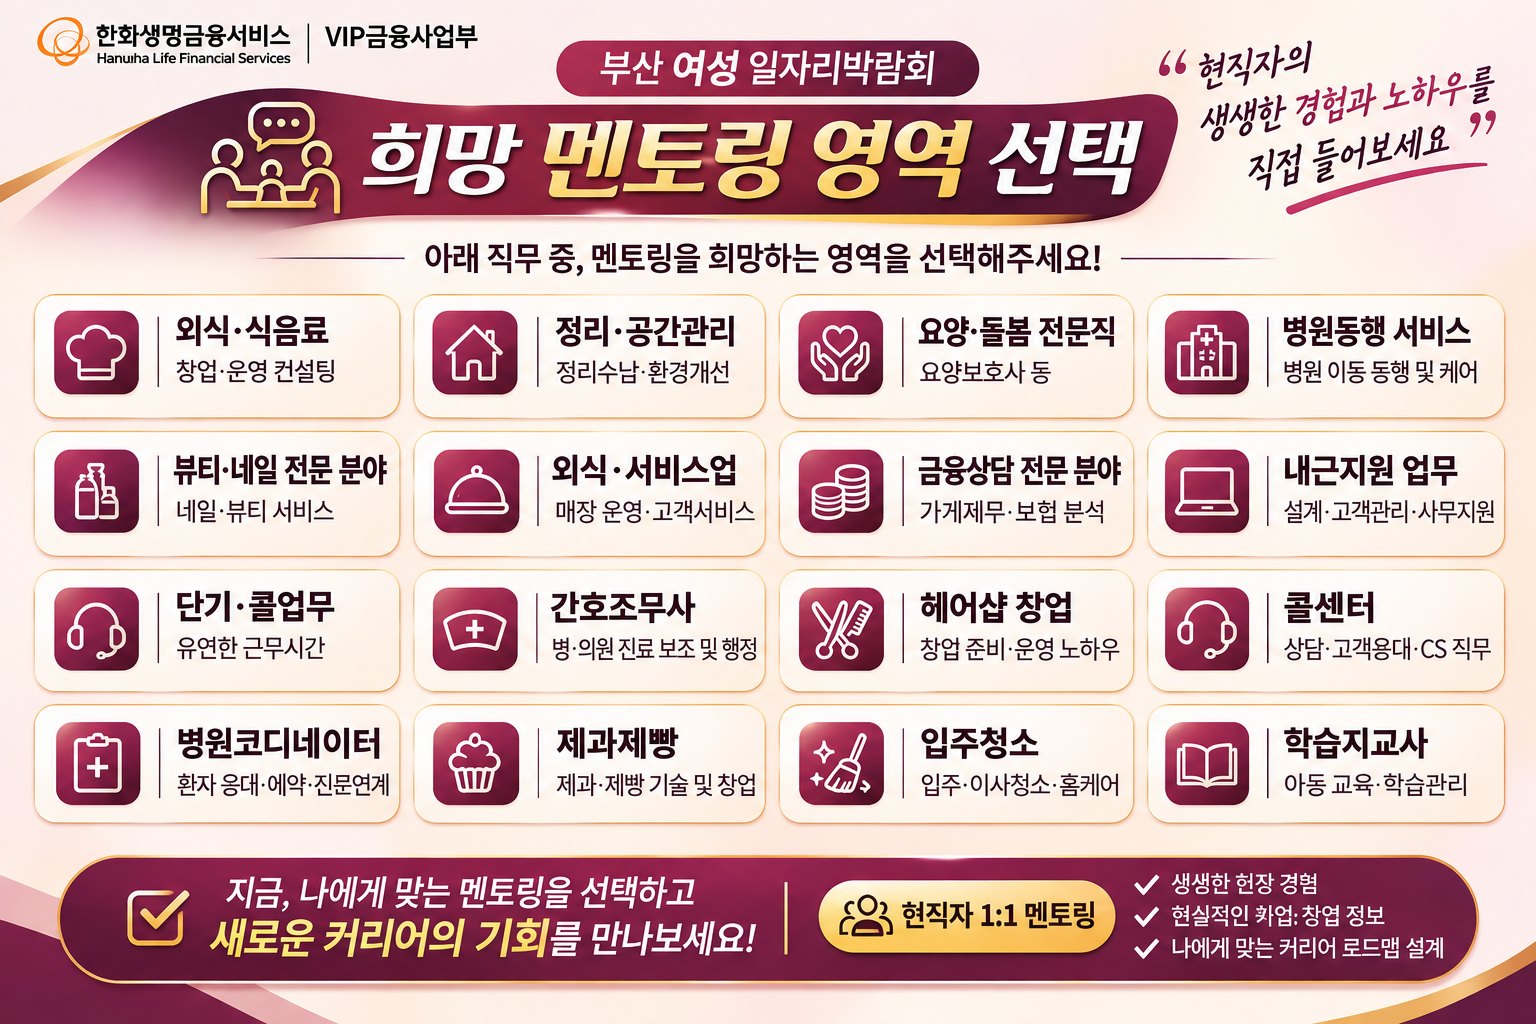 한화생명금융서비스
Hanuıha Life Financial Services
VIP금융사업부
부산 여성 일자리박람회
희망 멘토링 영역 선택
“현직자의
생생한 경험과 노하우를
직접 들어보세요”
아래 직무 중, 멘토링을 희망하는 영역을 선택해주세요!
외식·식음료
창업·운영 컨설팅
정리·공간관리
정리수납·환경개선
요양·돌봄 전문직
요양보호사 등
병원동행 서비스
병원 이동 동행 및 케어
뷰티·네일 전문 분야
네일·뷰티 서비스
외식·서비스업
매장 운영·고객서비스
금융상담 전문 분야
가게재무·보험 분석
내근지원 업무
설계·고객관리·사무지원
단기·콜업무
유연한 근무시간
간호조무사
병·의원 진료 보조 및 행정
헤어샵 창업
창업 준비·운영 노하우
콜센터
상담·고객용대·CS 직무
병원코디네이터
환자 응대·예약·진문연계
제과제빵
제과·제빵 기술 및 창업
입주청소
입주·이사청소·홈케어
학습지교사
아동 교육·학습관리
지금, 나에게 맞는 멘토링을 선택하고
새로운 커리어의 기회를 만나보세요!
현직자 1:1 멘토링
생생한 헌장 경혐
현실적인 창엽 정보
나에게 맞는 커리어 로드맵 설계